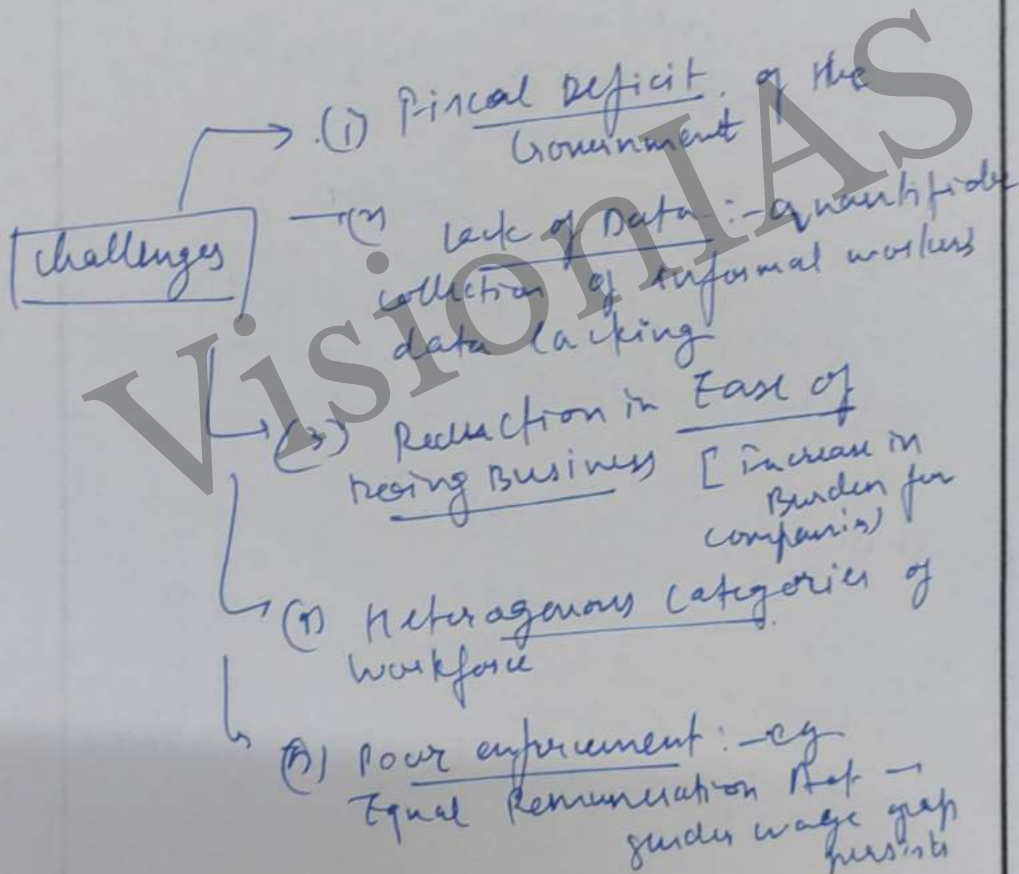 (1) Fiscal Deficit of the
Government
challenges
Lack of Data :- quantifiable
collection of informal workers
data lacking
(3) Reduction in Ease of
Doing Business [Increase in
Burden for
companies)
(4) Heterogenous categories of
workforce
(5) Poor enforcement :- eg
Equal Remuneration Act -
gender wage gap
persists
VisionIAS